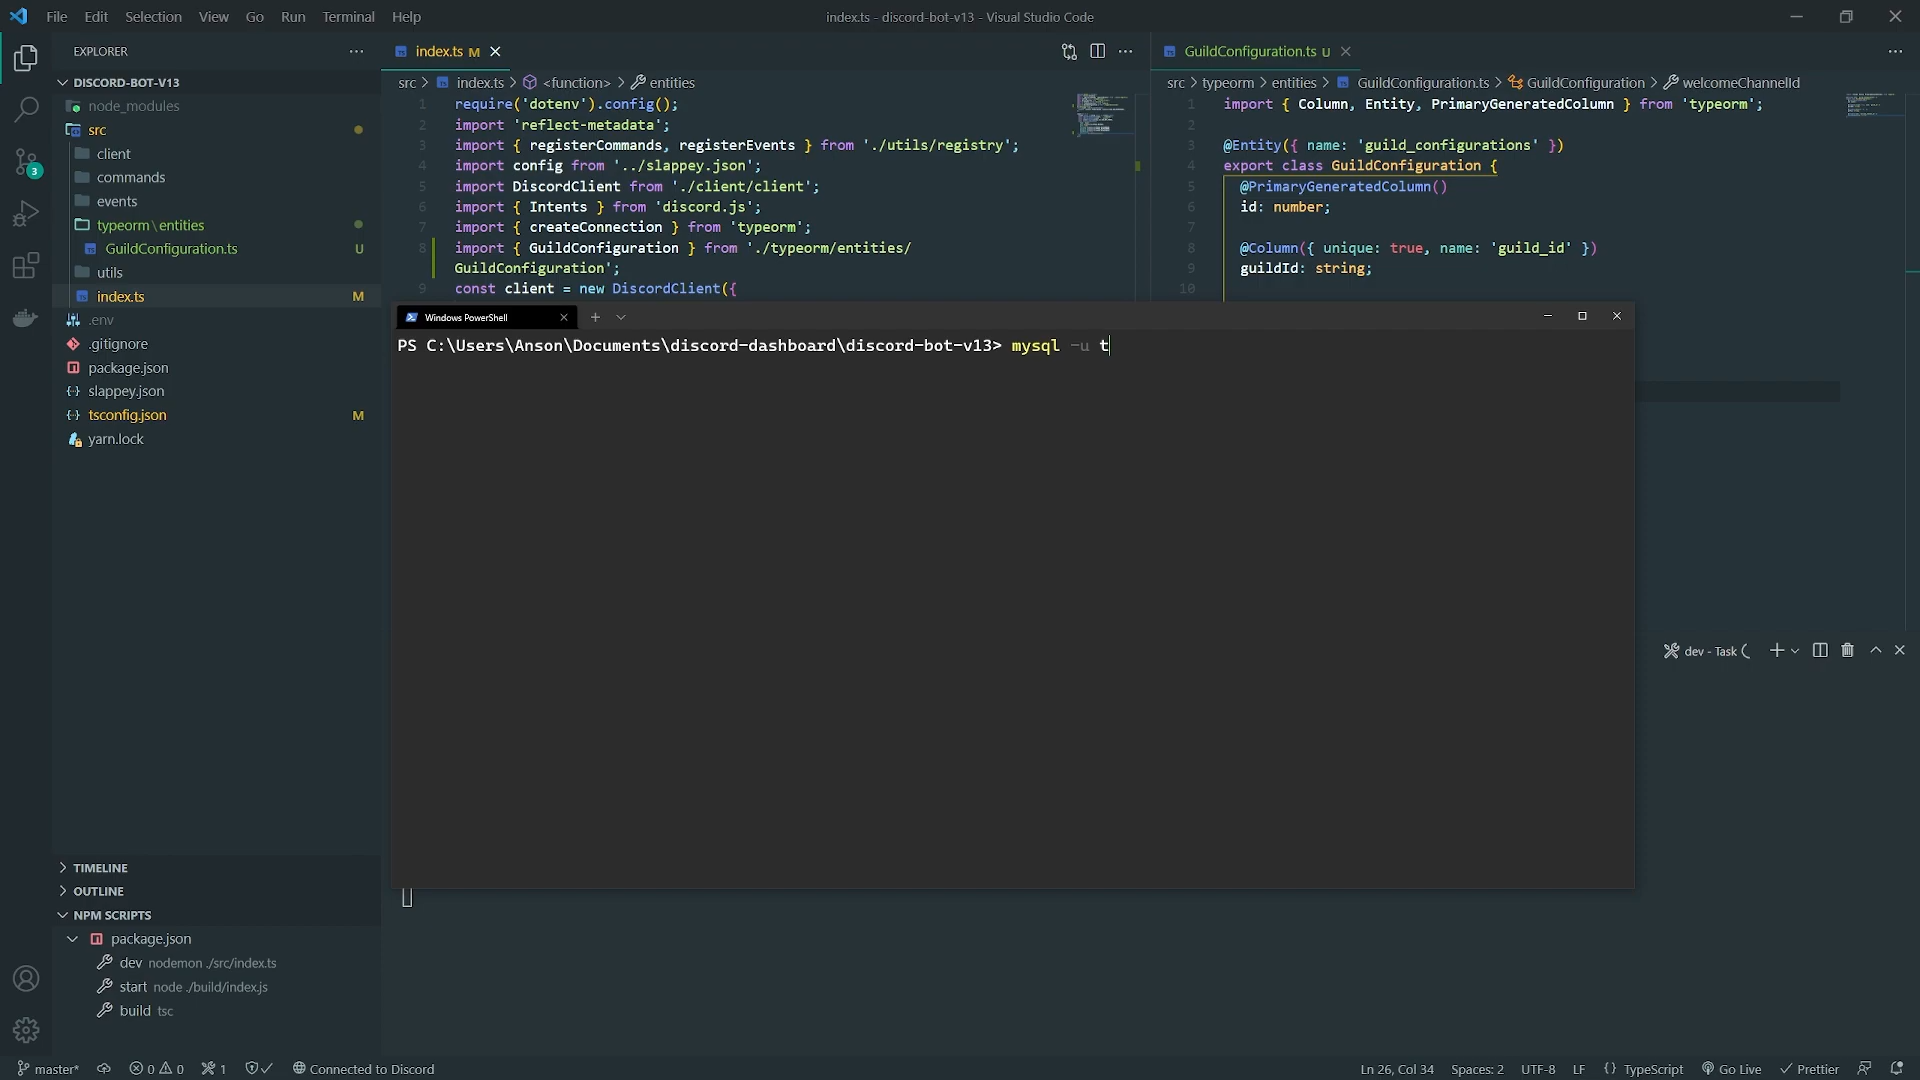 File Edit Selection View Go Run Terminal Help
index.ts - discord-bot-v13 - Visual Studio Code
EXPLORER
DISCORD-BOT-V13
node_modules
src
client
commands
events
typeorm\entities
GuildConfiguration.ts U
utils
index.ts M
.env
.gitignore
package.json
slappey.json
tsconfig.json M
yarn.lock
TIMELINE
OUTLINE
NPM SCRIPTS
package.json
dev nodemon ./src/index.ts
start node ./build/index.js
build tsc
3
index.ts M
src > index.ts > <function> > entities
1 require('dotenv').config();
2 import 'reflect-metadata';
3 import { registerCommands, registerEvents } from './utils/registry';
4 import config from '../slappey.json';
5 import DiscordClient from './client/client';
6 import { Intents } from 'discord.js';
7 import { createConnection } from 'typeorm';
8 import { GuildConfiguration } from './typeorm/entities/
GuildConfiguration';
9 const client = new DiscordClient({
GuildConfiguration.ts U
src > typeorm > entities > GuildConfiguration.ts > GuildConfiguration > welcomeChannelId
1 import { Column, Entity, PrimaryGeneratedColumn } from 'typeorm';
2
3 @Entity({ name: 'guild_configurations' })
4 export class GuildConfiguration {
5 @PrimaryGeneratedColumn()
6 id: number;
7
8 @Column({ unique: true, name: 'guild_id' })
9 guildId: string;
10
Windows PowerShell
PS C:\Users\Anson\Documents\discord-dashboard\discord-bot-v13> mysql -u t
dev - Task
master* 0 0 1 Connected to Discord
Ln 26, Col 34 Spaces: 2 UTF-8 LF {} TypeScript Go Live Prettier